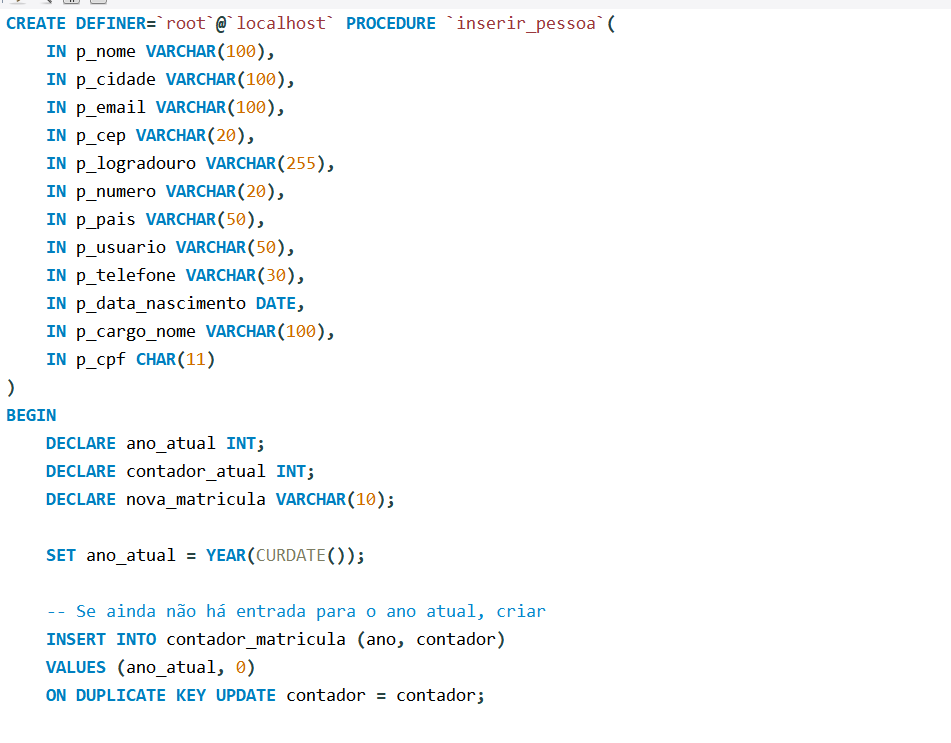 CREATE DEFINER=`root`@`localhost` PROCEDURE `inserir_pessoa`(
    IN p_nome VARCHAR(100),
    IN p_cidade VARCHAR(100),
    IN p_email VARCHAR(100),
    IN p_cep VARCHAR(20),
    IN p_logradouro VARCHAR(255),
    IN p_numero VARCHAR(20),
    IN p_pais VARCHAR(50),
    IN p_usuario VARCHAR(50),
    IN p_telefone VARCHAR(30),
    IN p_data_nascimento DATE,
    IN p_cargo_nome VARCHAR(100),
    IN p_cpf CHAR(11)
)
BEGIN
    DECLARE ano_atual INT;
    DECLARE contador_atual INT;
    DECLARE nova_matricula VARCHAR(10);

    SET ano_atual = YEAR(CURDATE());

    -- Se ainda não há entrada para o ano atual, criar
    INSERT INTO contador_matricula (ano, contador)
    VALUES (ano_atual, 0)
    ON DUPLICATE KEY UPDATE contador = contador;